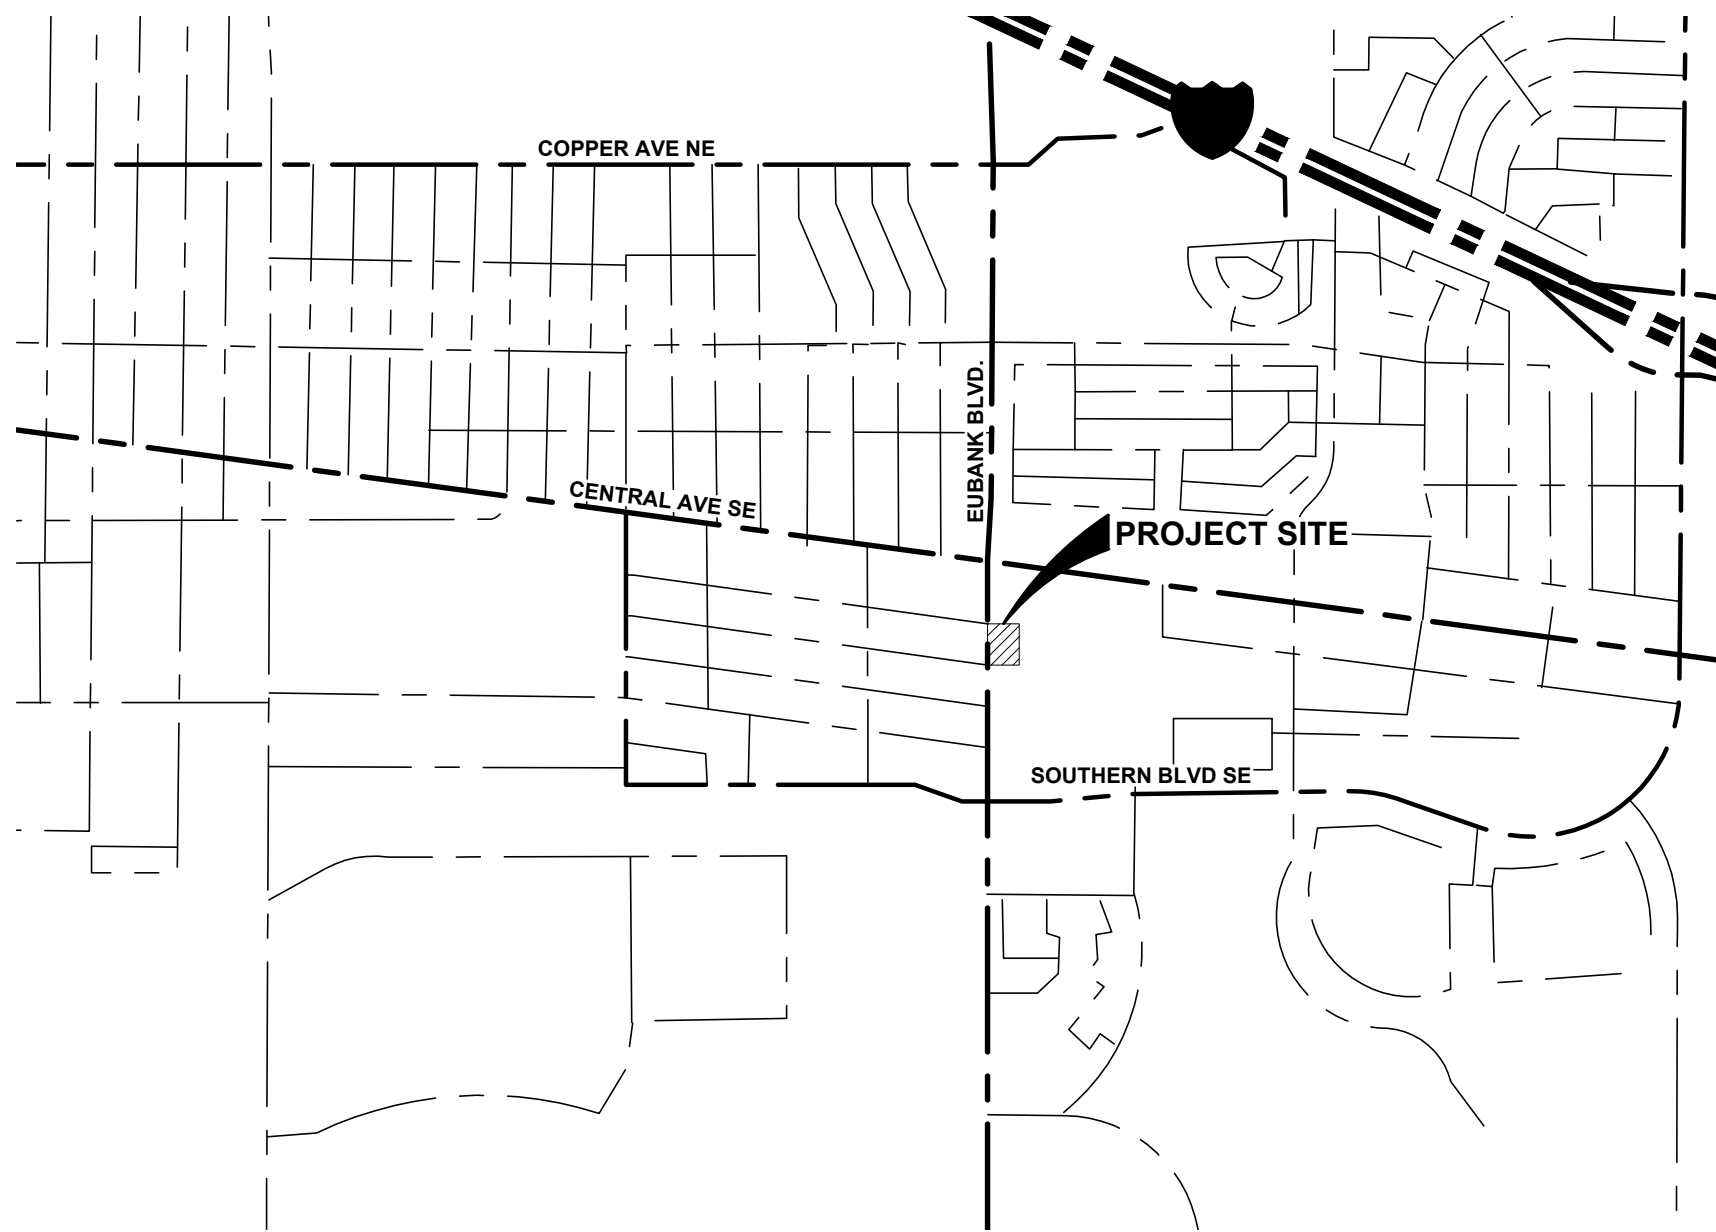 COPPER AVE NE
EUBANK BLVD.
CENTRAL AVE SE
PROJECT SITE
SOUTHERN BLVD SE